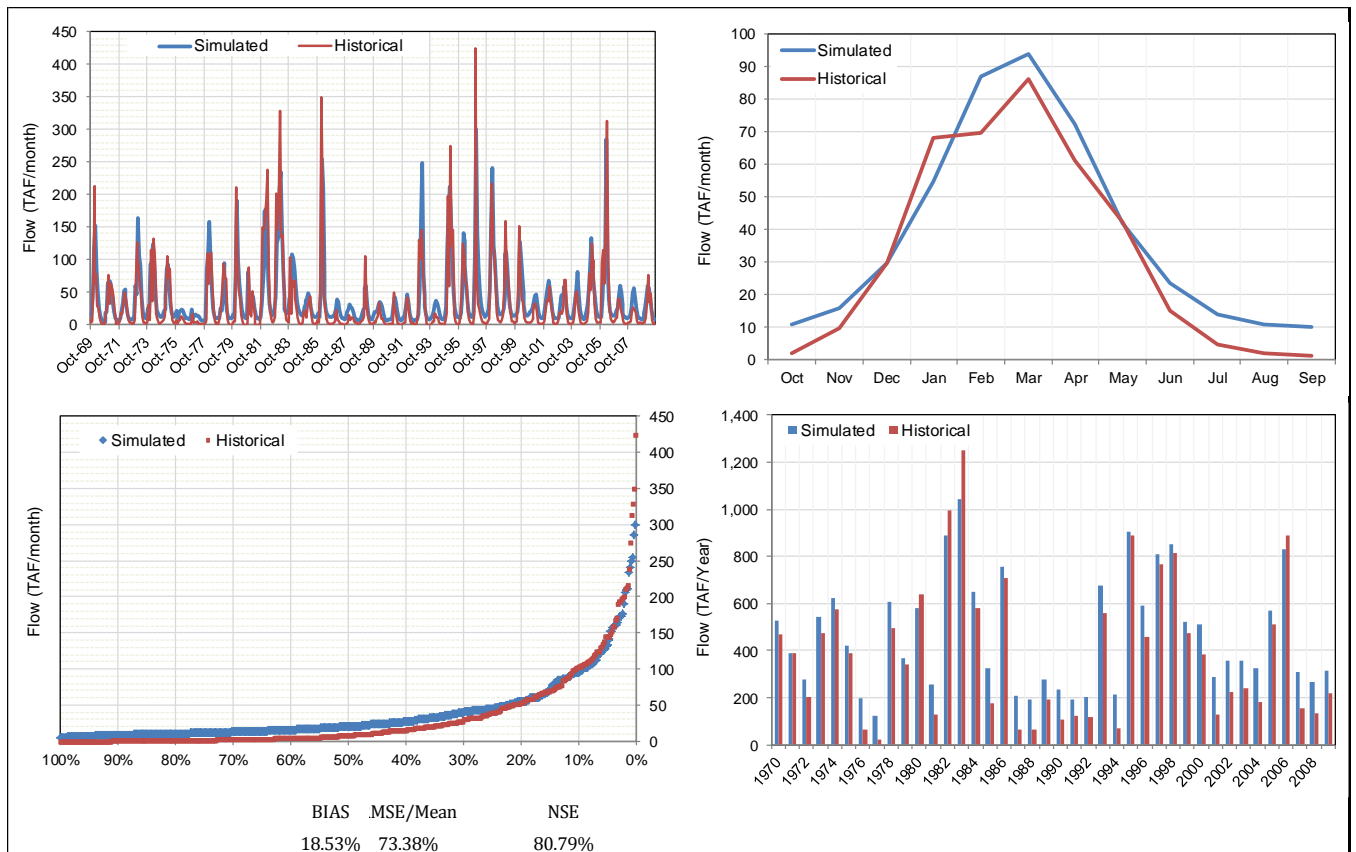 Simulated Historical
Flow (TAF/month)
450
400
350
300
250
200
150
100
50
0
Oct-69 Oct-71 Oct-73 Oct-75 Oct-77 Oct-79 Oct-81 Oct-83 Oct-85 Oct-87 Oct-89 Oct-91 Oct-93 Oct-95 Oct-97 Oct-99 Oct-01 Oct-03 Oct-05 Oct-07
Simulated
Historical
Flow (TAF/month)
100
90
80
70
60
50
40
30
20
10
0
Oct Nov Dec Jan Feb Mar Apr May Jun Jul Aug Sep
Simulated Historical
Flow (TAF/month)
450
400
350
300
250
200
150
100
50
0
100% 90% 80% 70% 60% 50% 40% 30% 20% 10% 0%
Simulated Historical
Flow (TAF/Year)
1,400
1,200
1,000
800
600
400
200
0
1970 1972 1974 1976 1978 1980 1982 1984 1986 1988 1990 1992 1994 1996 1998 2000 2002 2004 2006 2008
BIAS .MSE/Mean NSE
18.53% 73.38% 80.79%